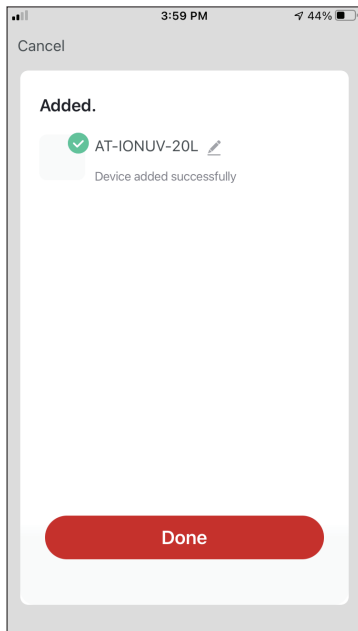 3:59 PM
44%
Cancel
Added.
AT-IONUV-20L
Device added successfully
Done